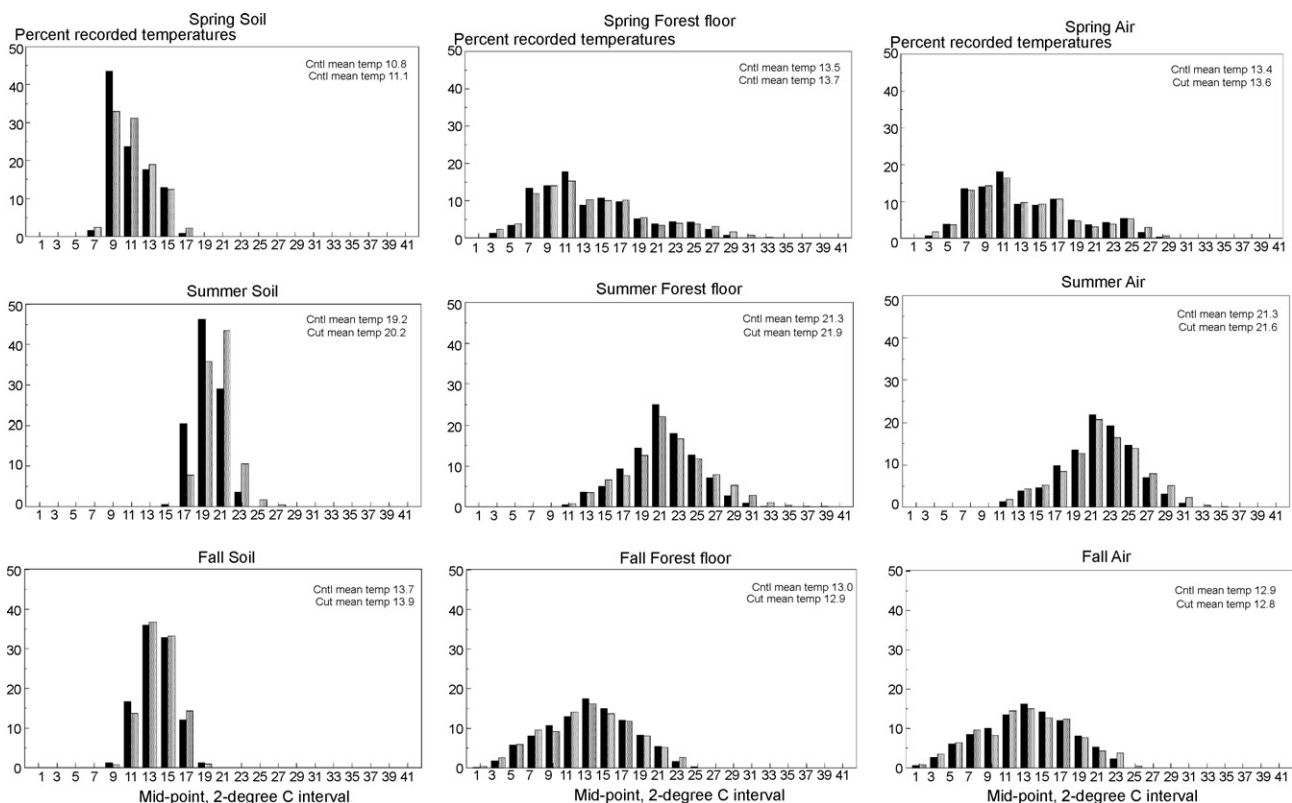 Spring Soil
Percent recorded temperatures
Cntl mean temp 10.8
Cntl mean temp 11.1
50
40
30
20
10
0
1 3 5 7 9 11 13 15 17 19 21 23 25 27 29 31 33 35 37 39 41
Spring Forest floor
Percent recorded temperatures
Cntl mean temp 13.5
Cntl mean temp 13.7
50
40
30
20
10
0
1 3 5 7 9 11 13 15 17 19 21 23 25 27 29 31 33 35 37 39 41
Spring Air
Percent recorded temperatures
Cntl mean temp 13.4
Cut mean temp 13.6
50
40
30
20
10
0
1 3 5 7 9 11 13 15 17 19 21 23 25 27 29 31 33 35 37 39 41
Summer Soil
Cntl mean temp 19.2
Cut mean temp 20.2
50
40
30
20
10
0
1 3 5 7 9 11 13 15 17 19 21 23 25 27 29 31 33 35 37 39 41
Summer Forest floor
Cntl mean temp 21.3
Cut mean temp 21.9
50
40
30
20
10
0
1 3 5 7 9 11 13 15 17 19 21 23 25 27 29 31 33 35 37 39 41
Summer Air
Cntl mean temp 21.3
Cut mean temp 21.6
50
40
30
20
10
0
1 3 5 7 9 11 13 15 17 19 21 23 25 27 29 31 33 35 37 39 41
Fall Soil
Cntl mean temp 13.7
Cut mean temp 13.9
50
40
30
20
10
0
1 3 5 7 9 11 13 15 17 19 21 23 25 27 29 31 33 35 37 39 41
Mid-point, 2-degree C interval
Fall Forest floor
Cntl mean temp 13.0
Cut mean temp 12.9
50
40
30
20
10
0
1 3 5 7 9 11 13 15 17 19 21 23 25 27 29 31 33 35 37 39 41
Mid-point, 2-degree C interval
Fall Air
Cntl mean temp 12.9
Cut mean temp 12.8
50
40
30
20
10
0
1 3 5 7 9 11 13 15 17 19 21 23 25 27 29 31 33 35 37 39 41
Mid-point, 2-degree C interval